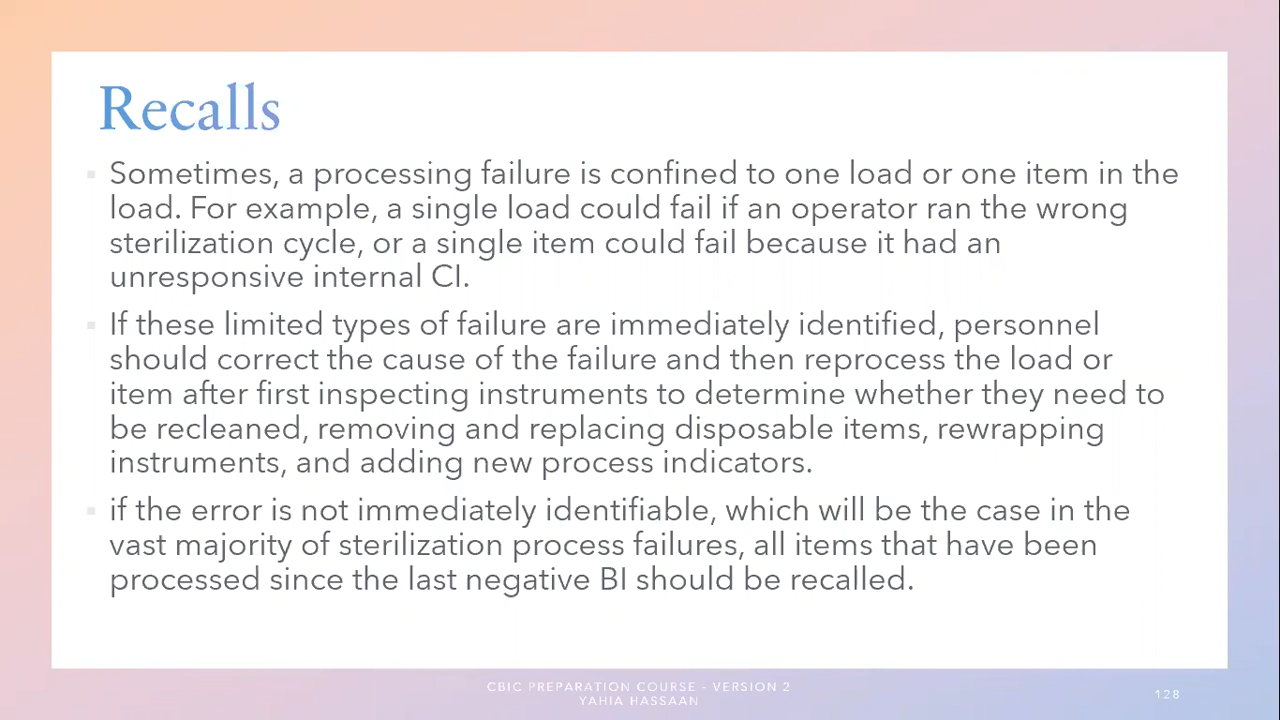 Recalls
Sometimes, a processing failure is confined to one load or one item in the
load. For example, a single load could fail if an operator ran the wrong
sterilization cycle, or a single item could fail because it had an
unresponsive internal CI.
If these limited types of failure are immediately identified, personnel
should correct the cause of the failure and then reprocess the load or
item after first inspecting instruments to determine whether they need to
be recleaned, removing and replacing disposable items, rewrapping
instruments, and adding new process indicators.
if the error is not immediately identifiable, which will be the case in the
vast majority of sterilization process failures, all items that have been
processed since the last negative BI should be recalled.
CBIC PREPARATION COURSE - VERSION 2
YAHIA HASSAAN
128